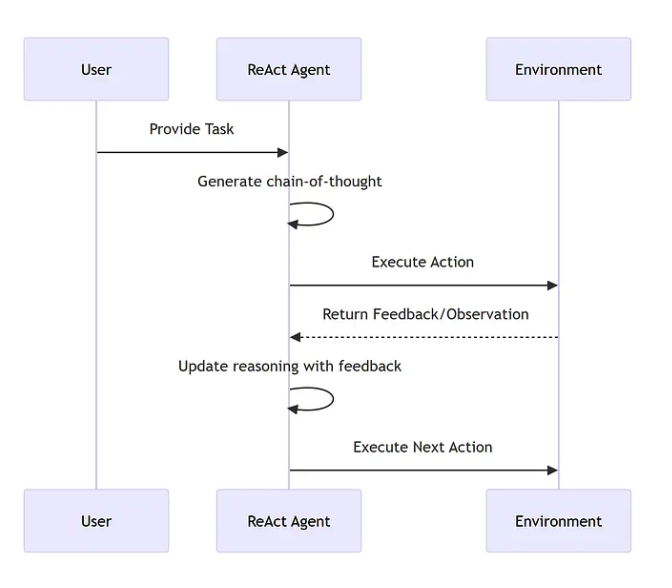 User
ReAct Agent
Environment
Provide Task
Generate chain-of-thought
Execute Action
Return Feedback/Observation
Update reasoning with feedback
Execute Next Action
User
ReAct Agent
Environment